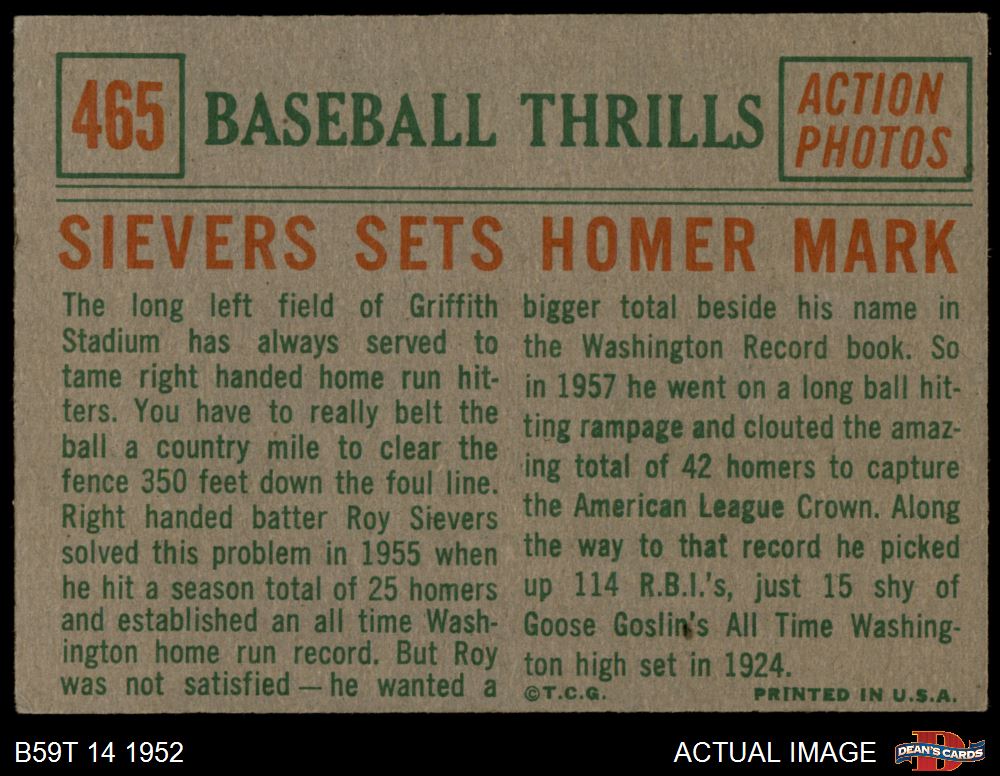 465
BASEBALL THRILLS
ACTION
PHOTOS
SIEVERS SETS HOMER MARK
The long left field of Griffith
Stadium has always served to
tame right handed home run hit-
ters. You have to really belt the
ball a country mile to clear the
fence 350 feet down the foul line.
Right handed batter Roy Sievers
solved this problem in 1955 when
he hit a season total of 25 homers
and established an all time Wash-
ington home run record. But Roy
was not satisfied — he wanted a
bigger total beside his name in
the Washington Record book. So
in 1957 he went on a long ball hit-
ting rampage and clouted the amaz-
ing total of 42 homers to capture
the American League Crown. Along
the way to that record he picked
up 114 R.B.I.'s, just 15 shy of
Goose Goslin's All Time Washing-
ton high set in 1924.
©T.C.G. PRINTED IN U.S.A.
B59T 14 1952
ACTUAL IMAGE
DEAN'S CARDS